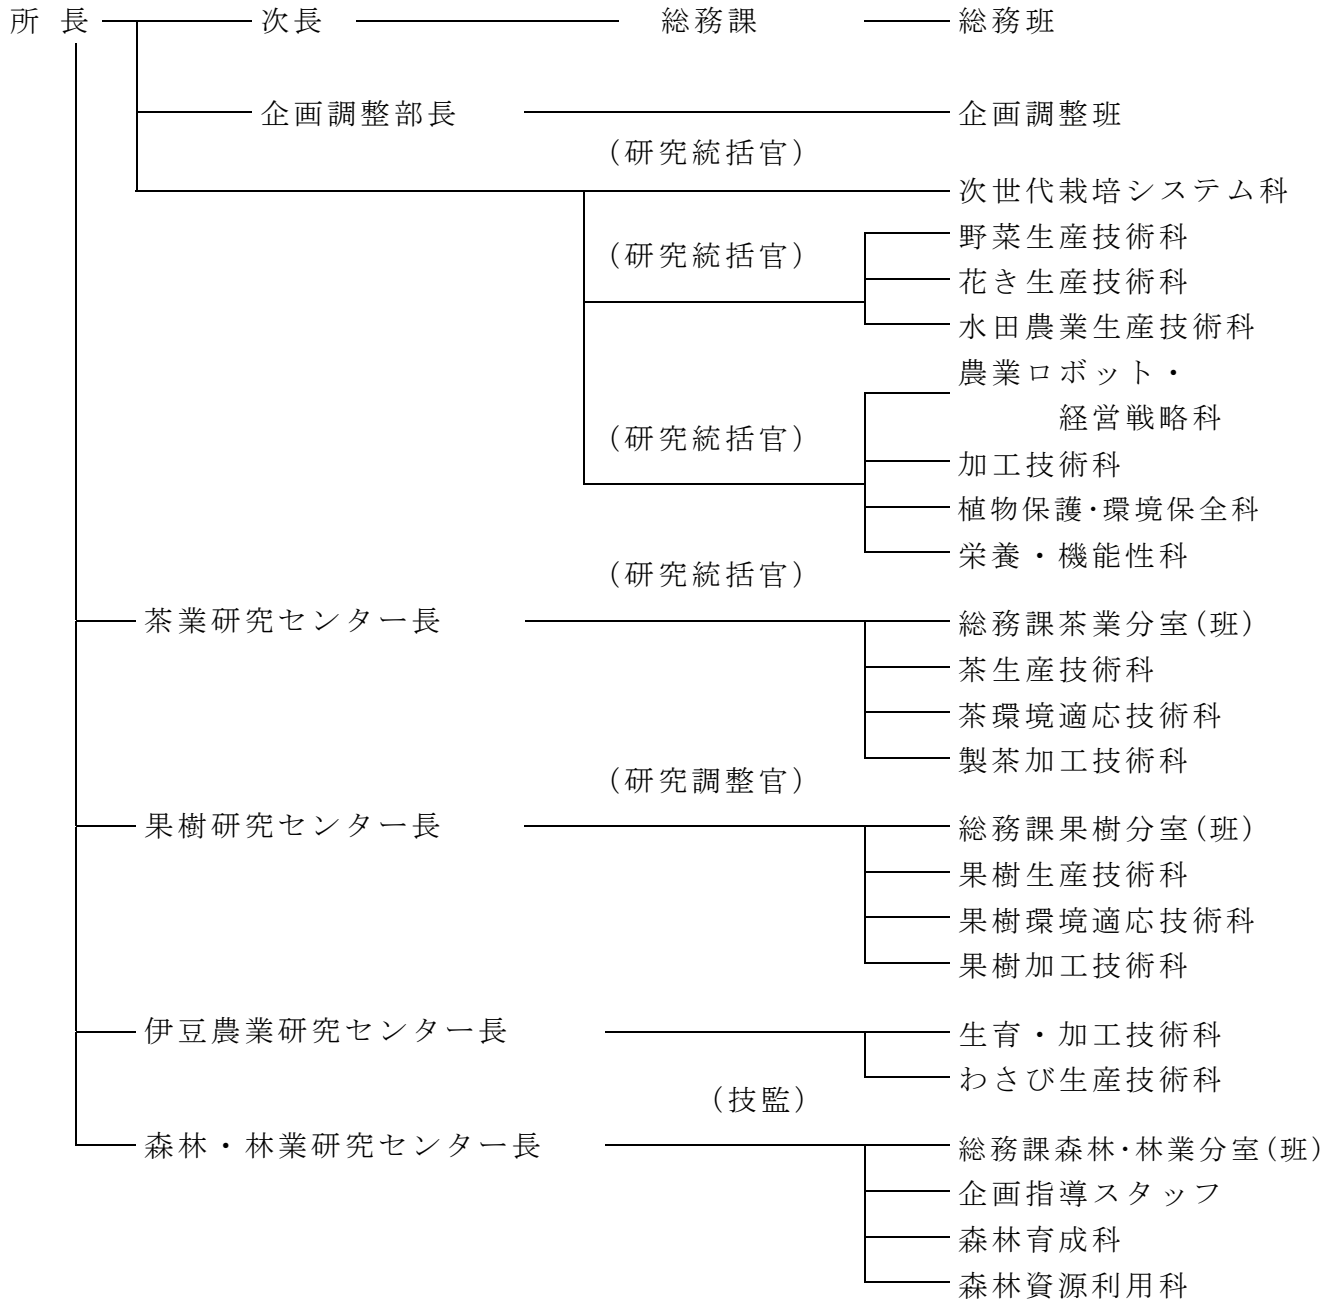 所長 次長 総務課 総務班
企画調整部長 企画調整班
(研究統括官)
次世代栽培システム科
野菜生産技術科
(研究統括官)
花き生産技術科
水田農業生産技術科
農業ロボット・
経営戦略科
(研究統括官)
加工技術科
植物保護・環境保全科
栄養・機能性科
(研究統括官)
茶業研究センター長 総務課茶業分室(班)
茶生産技術科
茶環境適応技術科
製茶加工技術科
(研究調整官)
果樹研究センター長 総務課果樹分室(班)
果樹生産技術科
果樹環境適応技術科
果樹加工技術科
伊豆農業研究センター長 生育・加工技術科
わさび生産技術科
(技監)
森林・林業研究センター長 総務課森林・林業分室(班)
企画指導スタッフ
森林育成科
森林資源利用科